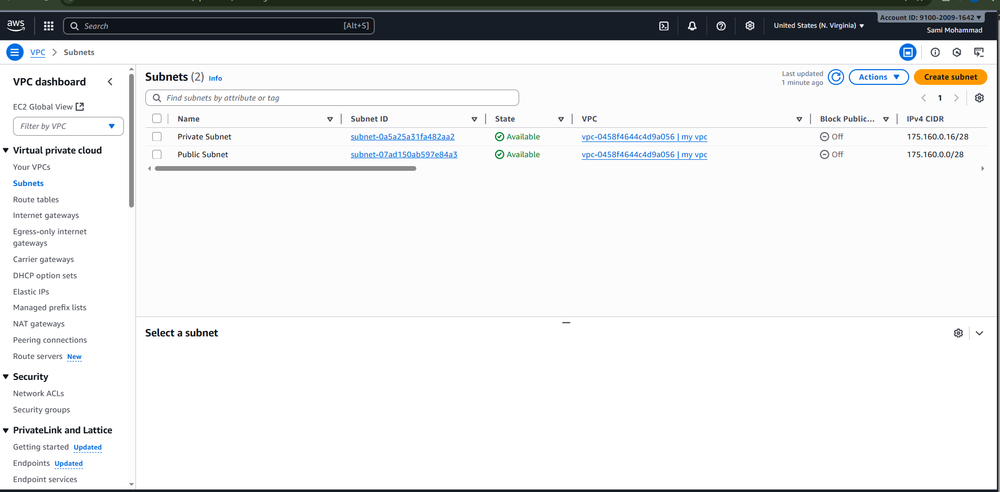 aws
Search [Alt+S]
United States (N. Virginia)
Account ID: 9100-2009-1642
Sami Mohammad
VPC
Subnets
VPC dashboard
EC2 Global View
Filter by VPC
Virtual private cloud
Your VPCs
Subnets
Route tables
Internet gateways
Egress-only internet
gateways
Carrier gateways
DHCP option sets
Elastic IPs
Managed prefix lists
NAT gateways
Peering connections
Route servers New
Security
Network ACLs
Security groups
PrivateLink and Lattice
Getting started Updated
Endpoints Updated
Endpoint services
Subnets (2) Info
Last updated
1 minute ago
Actions
Create subnet
Find subnets by attribute or tag
1
Name Subnet ID State VPC Block Public... IPv4 CIDR
Private Subnet subnet-0a5a25a31fa482aa2 Available vpc-0458f4644c4d9a056 | my vpc Off 175.160.0.16/28
Public Subnet subnet-07ad150ab597e84a3 Available vpc-0458f4644c4d9a056 | my vpc Off 175.160.0.0/28
Select a subnet